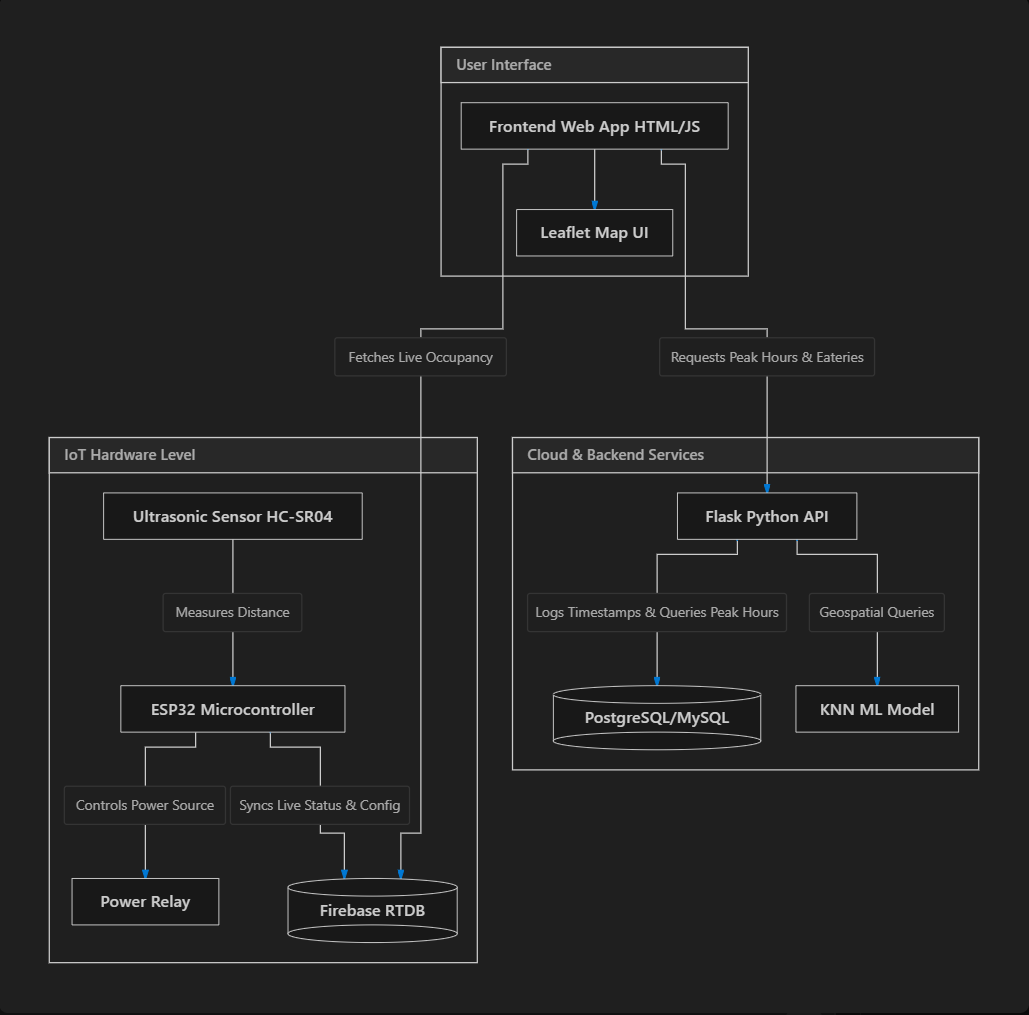 User Interface
Frontend Web App HTML/JS
Leaflet Map UI
Fetches Live Occupancy
Requests Peak Hours & Eateries
IoT Hardware Level
Ultrasonic Sensor HC-SR04
Measures Distance
ESP32 Microcontroller
Controls Power Source
Syncs Live Status & Config
Power Relay
Firebase RTDB
Cloud & Backend Services
Flask Python API
Logs Timestamps & Queries Peak Hours
Geospatial Queries
PostgreSQL/MySQL
KNN ML Model